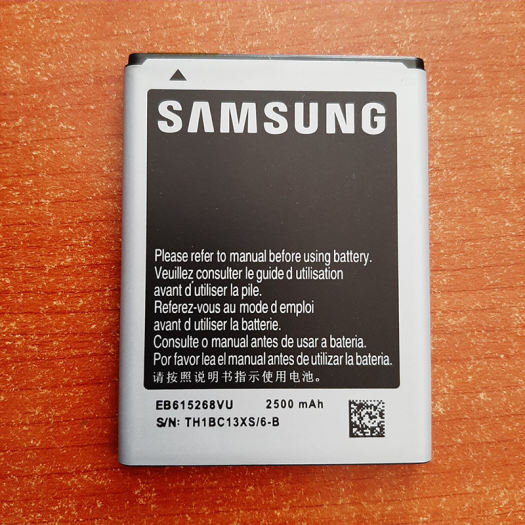 SAMSUNG
Please refer to manual before using battery.
Veuillez consulter le guide d utilisation
avant d'utiliser la pile.
Referez-vous au mode d emploi
avant d' utiliser la batterie.
Consulte o manual antes de usar a bateria.
Por favor lea el manual antes de utilizar la bateria.
请按照说明书指示使用电池。
EB615268VU 2500 mAh
S/N: TH1BC13XS/6-B